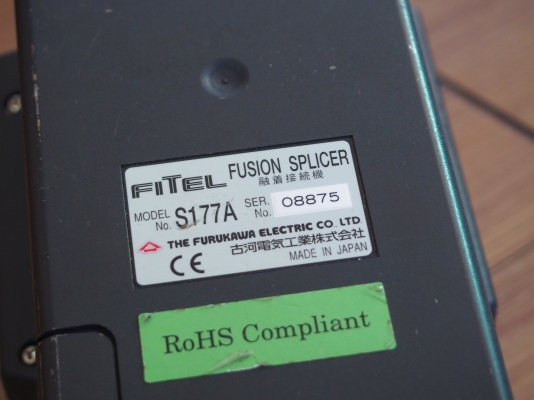 FITEL FUSION SPLICER
融着接続機
MODEL No. S177A SER. No. 08875
THE FURUKAWA ELECTRIC CO. LTD
古河電気工業株式会社
CE MADE IN JAPAN
RoHS Compliant